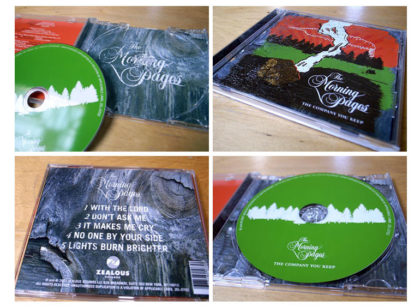 The
Morning
Pages
The
Morning
Pages
THE COMPANY YOU KEEP
The
Morning
Pages
1 WITH THE LORD
2 DON'T ASK ME
3 IT MAKES ME CRY
4 NO ONE BY YOUR SIDE
5 LIGHTS BURN BRIGHTER
ZEALOUS
The
Morning
Pages
THE COMPANY YOU KEEP